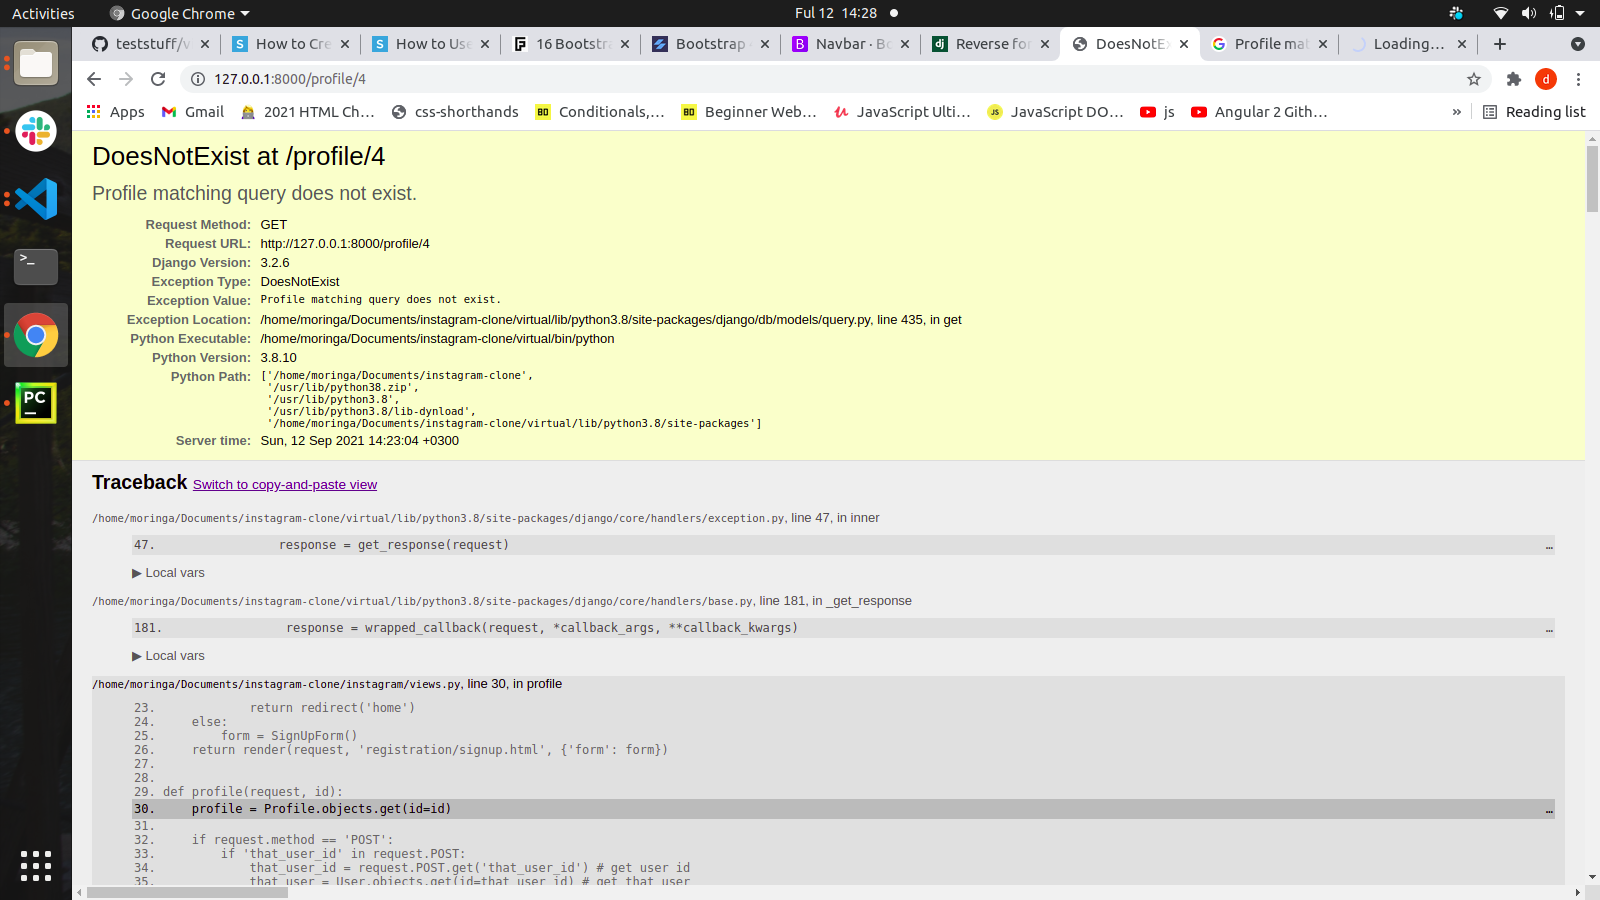 Activities
Google Chrome
Ful 12 14:28
teststuff/v
How to Cre
How to Use
16 Bootstra
Bootstrap
Navbar · Bo
Reverse for
DoesNotEx
Profile mat
Loading...
127.0.0.1:8000/profile/4
d
Apps
Gmail
2021 HTML Ch...
css-shorthands
Conditionals,...
Beginner Web...
JavaScript Ulti...
JavaScript DO...
js
Angular 2 Gith...
»
Reading list
DoesNotExist at /profile/4
Profile matching query does not exist.
Request Method: GET
Request URL: http://127.0.0.1:8000/profile/4
Django Version: 3.2.6
Exception Type: DoesNotExist
Exception Value: Profile matching query does not exist.
Exception Location: /home/moringa/Documents/instagram-clone/virtual/lib/python3.8/site-packages/django/db/models/query.py, line 435, in get
Python Executable: /home/moringa/Documents/instagram-clone/virtual/bin/python
Python Version: 3.8.10
Python Path: ['/home/moringa/Documents/instagram-clone',
'/usr/lib/python38.zip',
'/usr/lib/python3.8',
'/usr/lib/python3.8/lib-dynload',
'/home/moringa/Documents/instagram-clone/virtual/lib/python3.8/site-packages']
Server time: Sun, 12 Sep 2021 14:23:04 +0300
Traceback Switch to copy-and-paste view
/home/moringa/Documents/instagram-clone/virtual/lib/python3.8/site-packages/django/core/handlers/exception.py, line 47, in inner
47. response = get_response(request) …
▶ Local vars
/home/moringa/Documents/instagram-clone/virtual/lib/python3.8/site-packages/django/core/handlers/base.py, line 181, in _get_response
181. response = wrapped_callback(request, *callback_args, **callback_kwargs) …
▶ Local vars
/home/moringa/Documents/instagram-clone/instagram/views.py, line 30, in profile
23. return redirect('home')
24. else:
25. form = SignUpForm()
26. return render(request, 'registration/signup.html', {'form': form})
27.
28.
29. def profile(request, id):
30. profile = Profile.objects.get(id=id) …
31.
32. if request.method == 'POST':
33. if 'that_user_id' in request.POST:
34. that_user_id = request.POST.get('that_user_id') # get user id
35. that_user = User.objects.get(id=that_user_id) # get that user